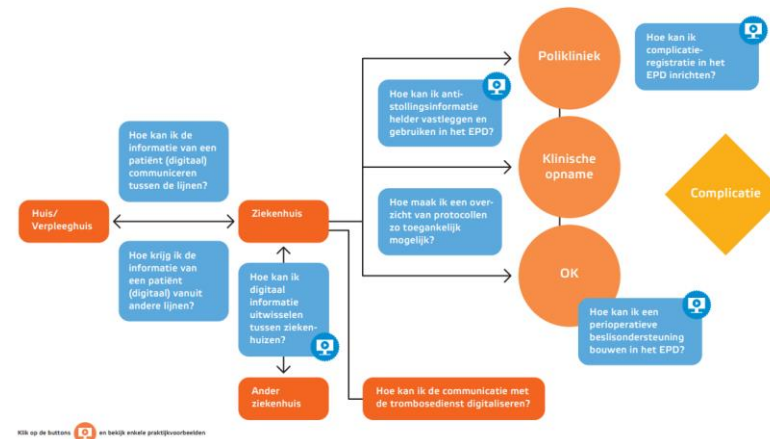 Polikliniek
Hoe kan ik
complicatie-
registratie in het
EPD inrichten?
Hoe kan ik anti-
stollingsinformatie
helder vastleggen en
gebruiken in het EPD?
Hoe kan ik de
informatie van een
patiënt (digitaal)
communiceren
tussen de lijnen?
Klinische
opname
Complicatie
Huis/
Verpleeghuis
Ziekenhuis
Hoe maak ik een over-
zicht van protocollen
zo toegankelijk
mogelijk?
Hoe krijg ik de
informatie van
een patiënt
(digitaal) vanuit
andere lijnen?
Hoe kan ik
digitaal
informatie
uitwisselen
tussen zieken-
huizen?
OK
Hoe kan ik een
perioperatieve
beslisondersteuning
bouwen in het EPD?
Ander
ziekenhuis
Hoe kan ik de communicatie met
de trombosedienst digitaliseren?
Klik op de buttons en bekijk enkele praktijkvoorbeelden